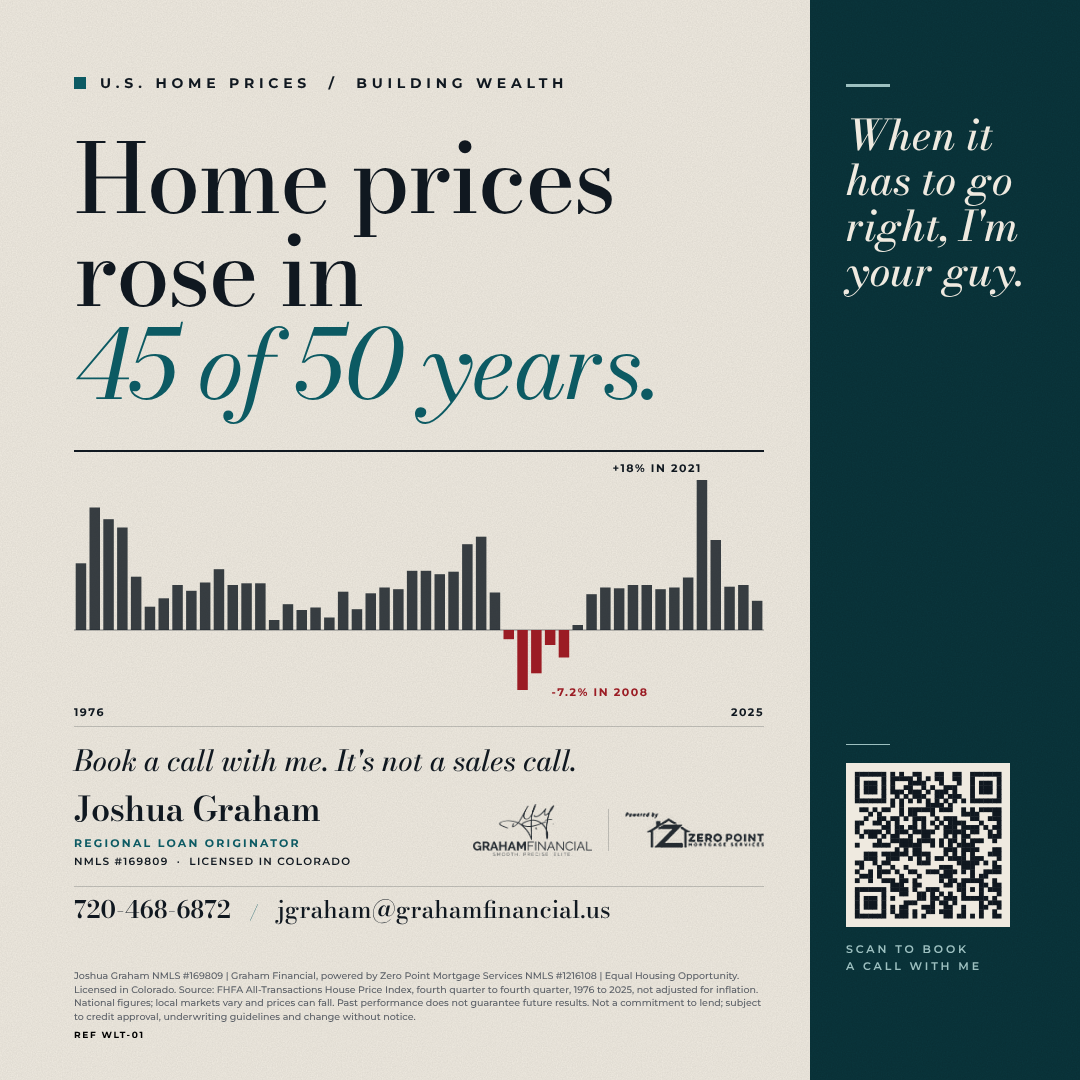 U.S. HOME PRICES / BUILDING WEALTH
Home prices
rose in
45 of 50 years.
+18% IN 2021
-7.2% IN 2008
1976
2025
Book a call with me. It's not a sales call.
Joshua Graham
REGIONAL LOAN ORIGINATOR
NMLS #169809 · LICENSED IN COLORADO
GRAHAMFINANCIAL
SMOOTH. PRECISE. ELITE.
Powered by
ZERO POINT
MORTGAGE SERVICES
720-468-6872 / jgraham@grahamfinancial.us
Joshua Graham NMLS #169809 | Graham Financial, powered by Zero Point Mortgage Services NMLS #1216108 | Equal Housing Opportunity.
Licensed in Colorado. Source: FHFA All-Transactions House Price Index, fourth quarter to fourth quarter, 1976 to 2025, not adjusted for inflation.
National figures; local markets vary and prices can fall. Past performance does not guarantee future results. Not a commitment to lend; subject
to credit approval, underwriting guidelines and change without notice.
REF WLT-01
When it
has to go
right, I'm
your guy.
SCAN TO BOOK
A CALL WITH ME